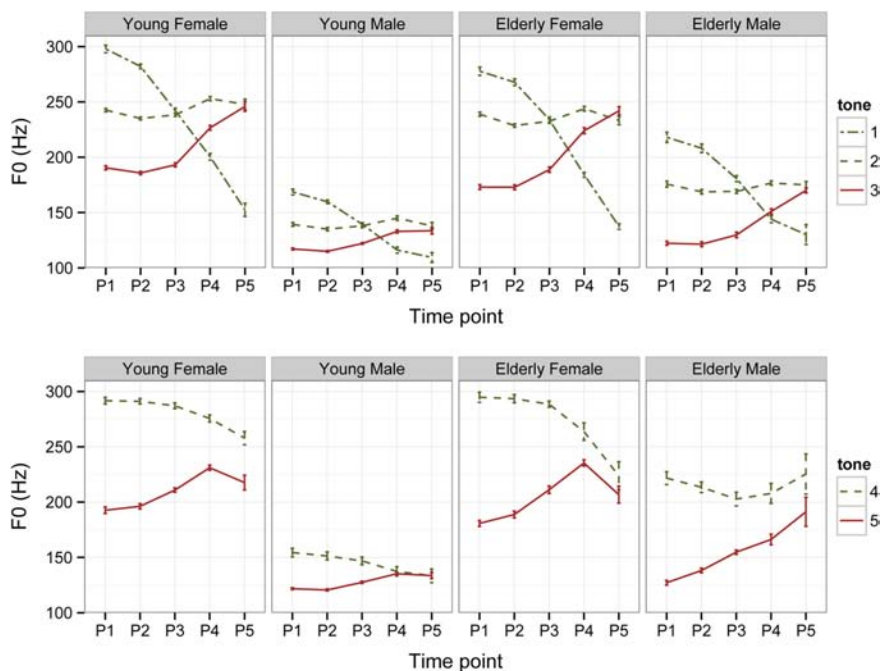 Young Female Young Male Elderly Female Elderly Male
300
250
200
150
100
F0 (Hz)
P1 P2 P3 P4 P5 P1 P2 P3 P4 P5 P1 P2 P3 P4 P5 P1 P2 P3 P4 P5
Time point
tone
1
2
3
Young Female Young Male Elderly Female Elderly Male
300
250
200
150
100
F0 (Hz)
P1 P2 P3 P4 P5 P1 P2 P3 P4 P5 P1 P2 P3 P4 P5 P1 P2 P3 P4 P5
Time point
tone
4
5